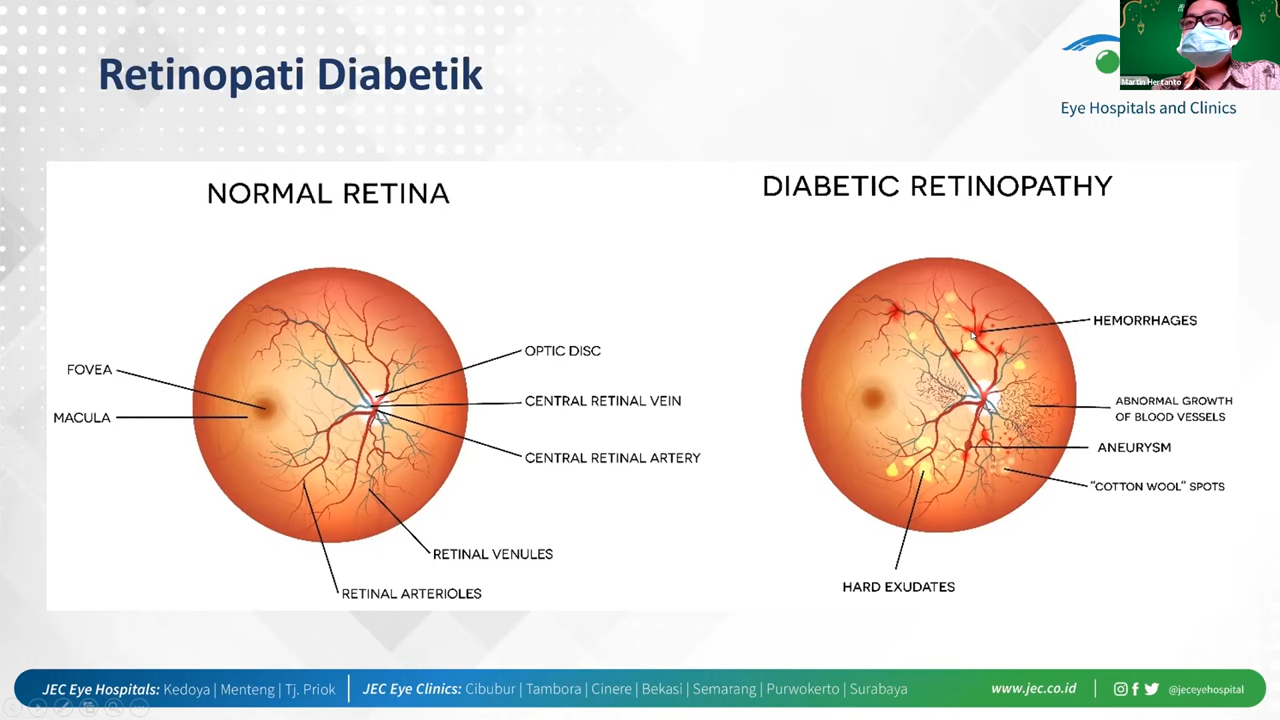 Retinopati Diabetik
Martin Hertanto
Eye Hospitals and Clinics
NORMAL RETINA
FOVEA
MACULA
OPTIC DISC
CENTRAL RETINAL VEIN
CENTRAL RETINAL ARTERY
RETINAL VENULES
RETINAL ARTERIOLES
DIABETIC RETINOPATHY
HEMORRHAGES
ABNORMAL GROWTH
OF BLOOD VESSELS
ANEURYSM
"COTTON WOOL" SPOTS
HARD EXUDATES
JEC Eye Hospitals: Kedoya | Menteng | Tj. Priok
JEC Eye Clinics: Cibubur | Tambora | Cinere | Bekasi | Semarang | Purwokerto | Surabaya
www.jec.co.id
@jeceyehospital